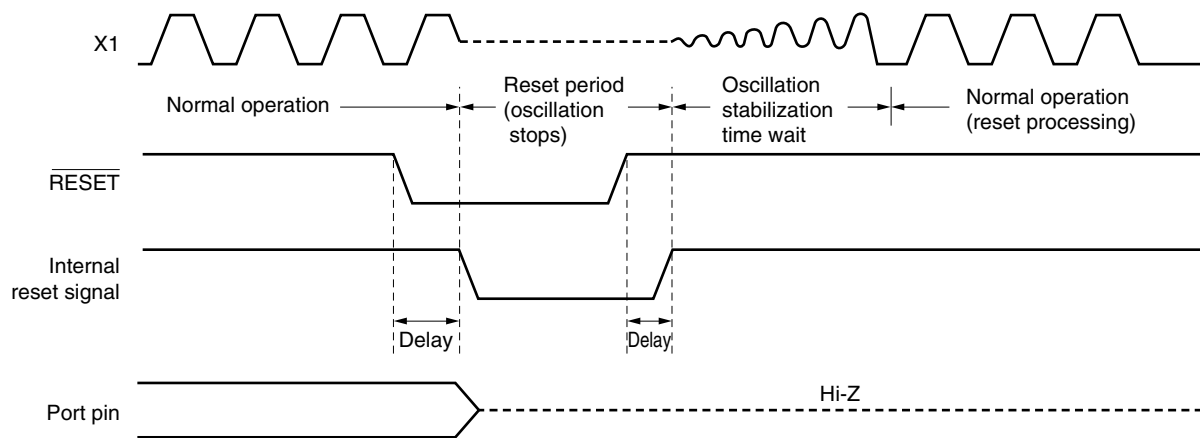 X1
Normal operation
Reset period
(oscillation
stops)
Oscillation
stabilization
time wait
Normal operation
(reset processing)
RESET
Internal
reset signal
Delay
Delay
Port pin
Hi-Z